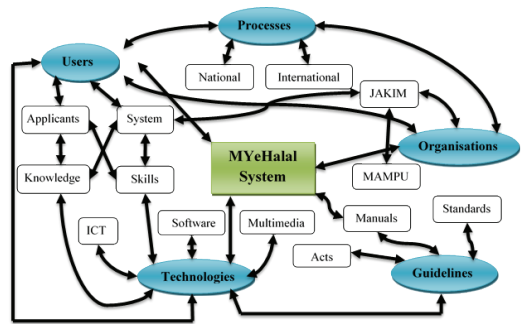 Processes
Users
National
International
JAKIM
Applicants
System
Organisations
MYeHalal
System
Knowledge
Skills
MAMPU
Manuals
Standards
Software
Multimedia
ICT
Acts
Technologies
Guidelines